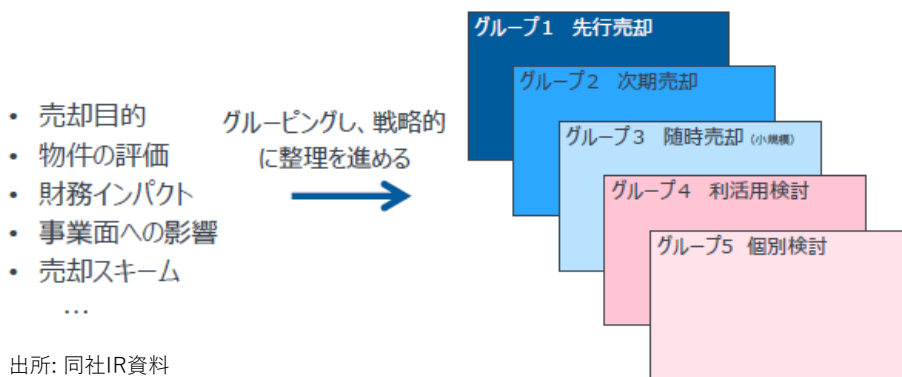 • 売却目的
• 物件の評価
• 財務インパクト
• 事業面への影響
• 売却スキーム
…
グルーピングし、戦略的
に整理を進める
グループ1 先行売却
グループ2 次期売却
グループ3 随時売却 (小規模)
グループ4 利活用検討
グループ5 個別検討
出所: 同社IR資料